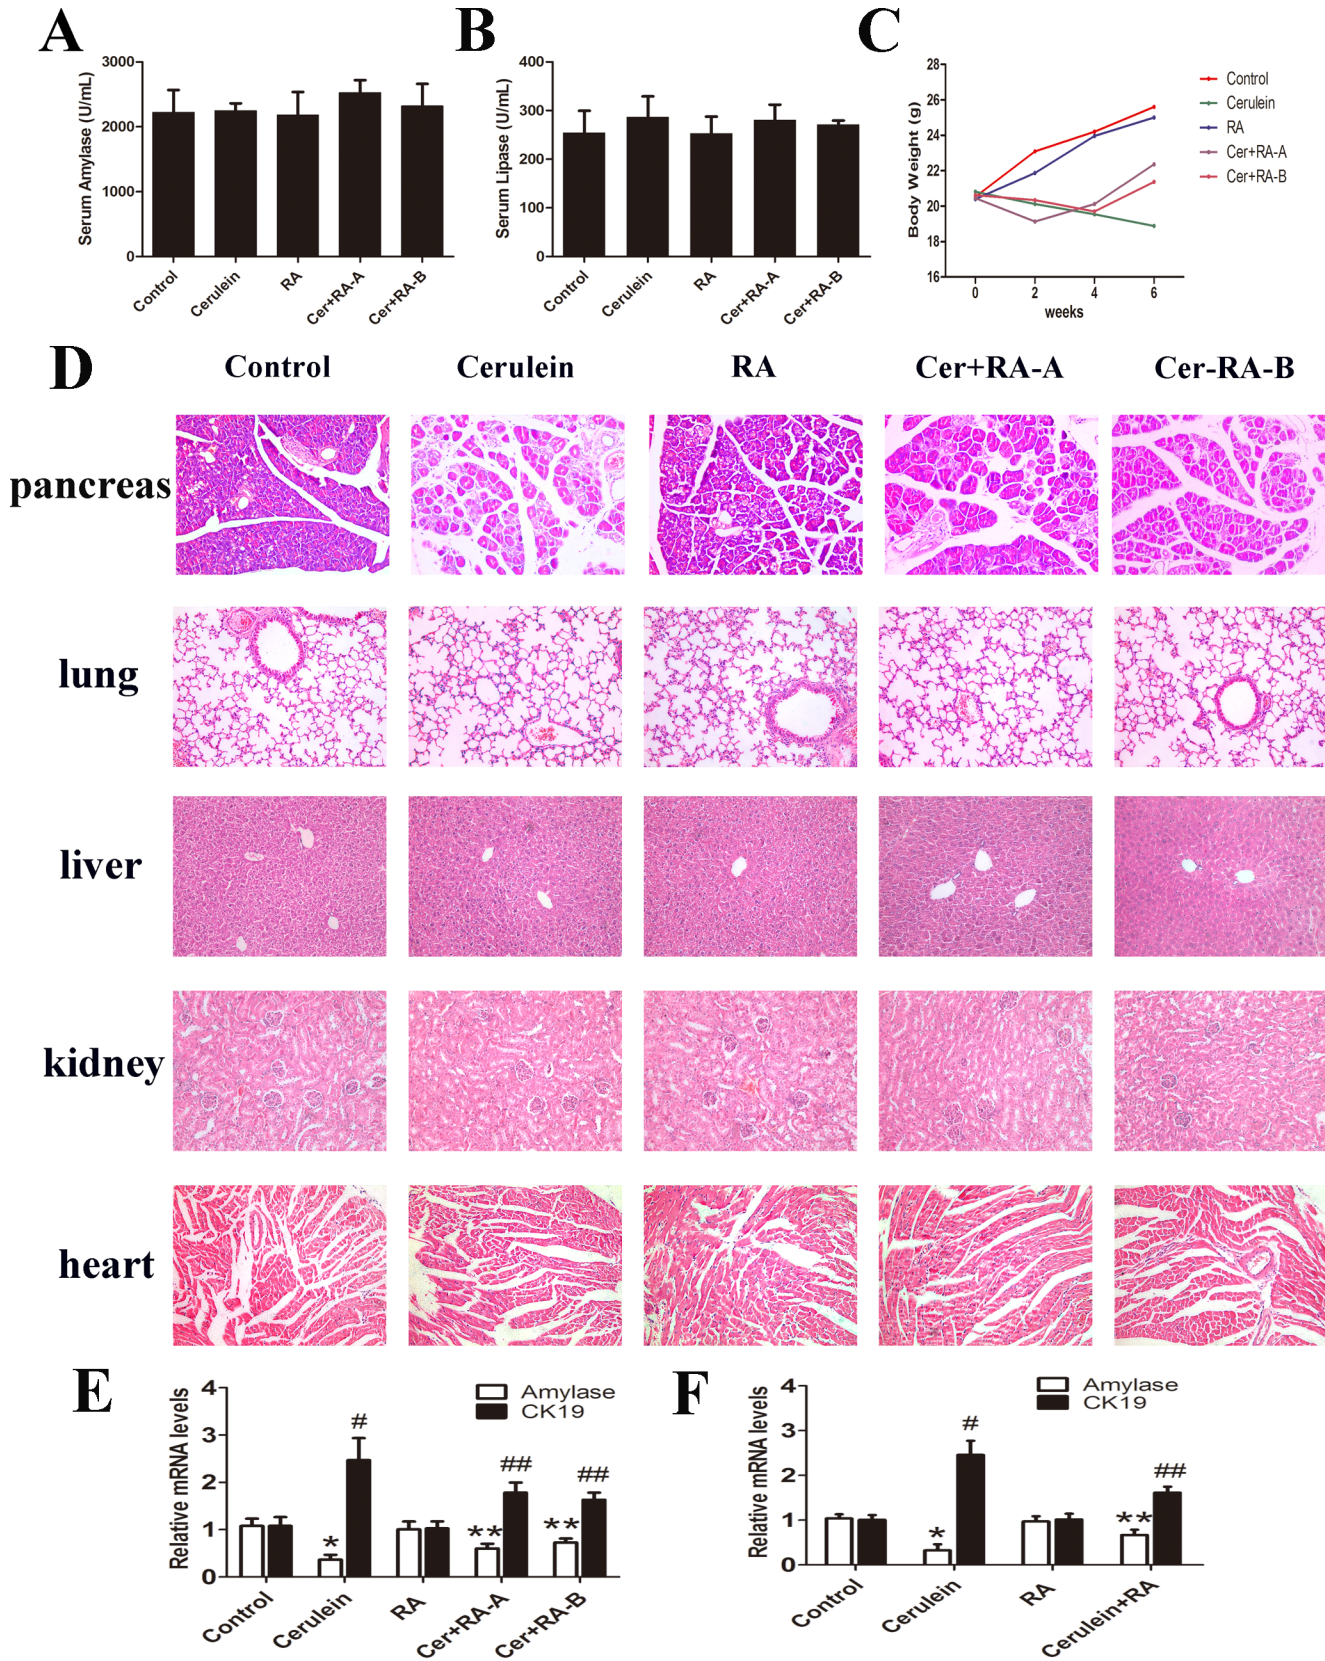 A
B
C
Serum Amylase (U/mL)
3000
2000
1000
0
Control
Cerulein
RA
Cer+RA-A
Cer+RA-B
Serum Lipase (U/mL)
400
300
200
100
0
Control
Cerulein
RA
Cer+RA-A
Cer+RA-B
Body Weight (g)
28
26
24
22
20
18
16
0
2
4
6
weeks
Control
Cerulein
RA
Cer+RA-A
Cer+RA-B
D
Control
Cerulein
RA
Cer+RA-A
Cer-RA-B
pancreas
lung
liver
kidney
heart
E
Relative mRNA levels
4
3
2
1
0
Amylase
CK19
*
#
**
##
**
##
Control
Cerulein
RA
Cer+RA-A
Cer+RA-B
F
Relative mRNA levels
4
3
2
1
0
Amylase
CK19
*
#
**
##
Control
Cerulein
RA
Cerulein+RA